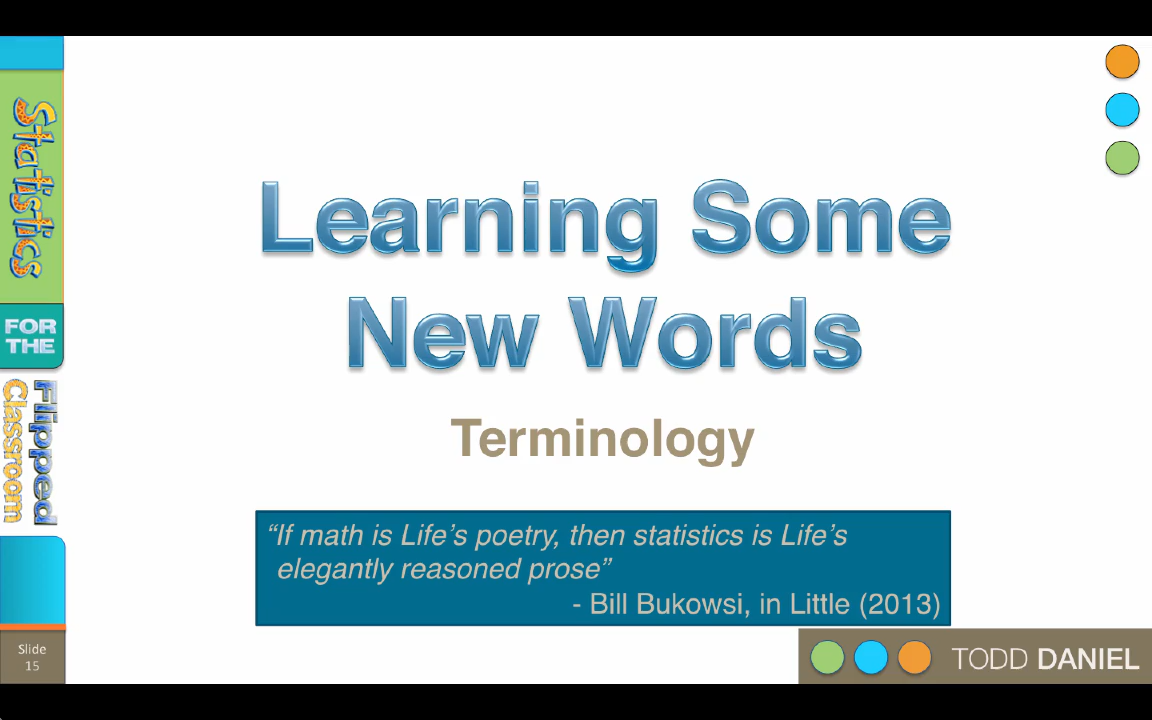 Statistics
FOR
THE
Flipped
Classroom
Learning Some
New Words
Terminology
“If math is Life’s poetry, then statistics is Life’s
elegantly reasoned prose”
- Bill Bukowsi, in Little (2013)
Slide
15
TODD DANIEL